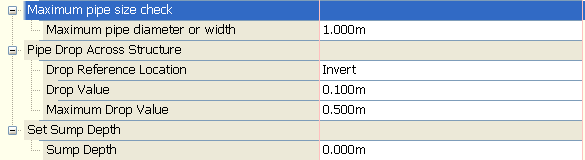 Maximum pipe size check
Maximum pipe diameter or width 1.000m
Pipe Drop Across Structure
Drop Reference Location Invert
Drop Value 0.100m
Maximum Drop Value 0.500m
Set Sump Depth
Sump Depth 0.000m